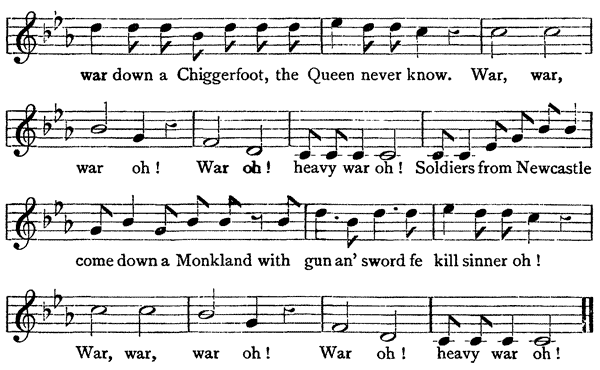 war down a Chiggerfoot, the Queen never know. War, war,
war oh! War oh! heavy war oh! Soldiers from Newcastle
come down a Monkland with gun an' sword fe kill sinner oh!
War, war, war oh! War oh! heavy war oh!